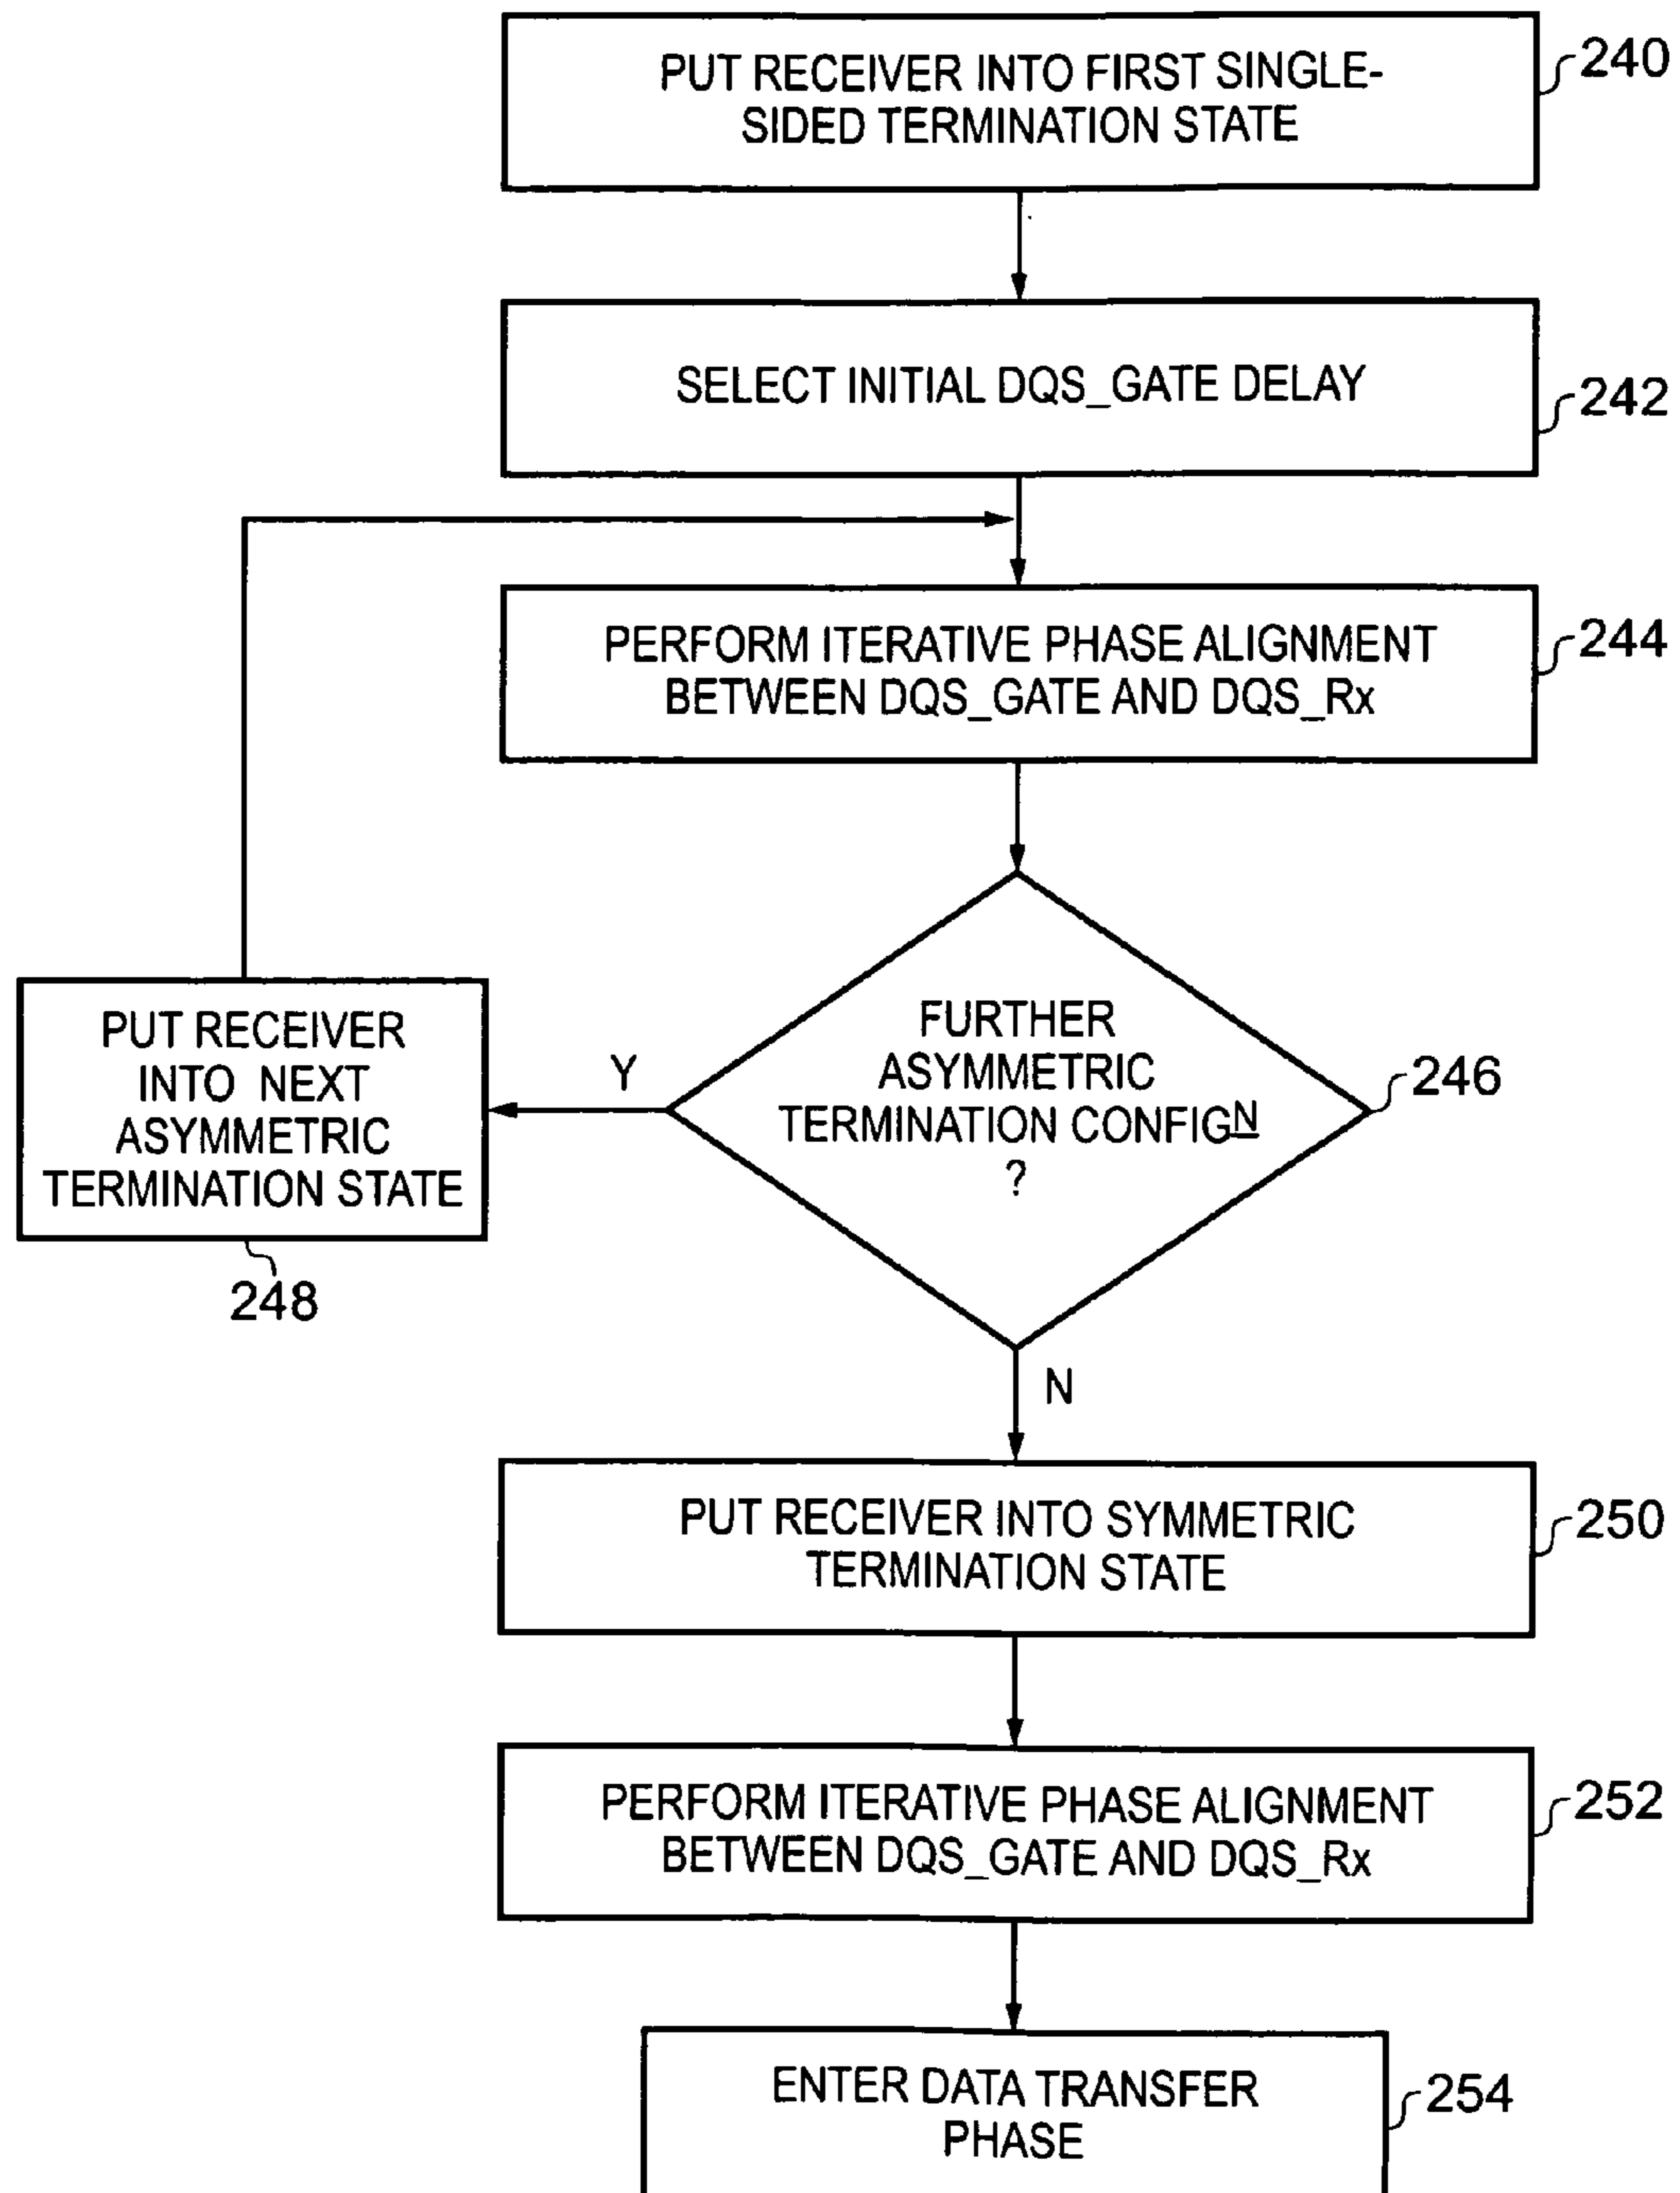 PUT RECEIVER INTO FIRST SINGLE-
SIDED TERMINATION STATE
240
SELECT INITIAL DQS_GATE DELAY
242
PERFORM ITERATIVE PHASE ALIGNMENT
BETWEEN DQS_GATE AND DQS_Rx
244
FURTHER
ASYMMETRIC
TERMINATION CONFIGN
?
246
Y
PUT RECEIVER
INTO NEXT
ASYMMETRIC
TERMINATION STATE
248
N
PUT RECEIVER INTO SYMMETRIC
TERMINATION STATE
250
PERFORM ITERATIVE PHASE ALIGNMENT
BETWEEN DQS_GATE AND DQS_Rx
252
ENTER DATA TRANSFER
PHASE
254